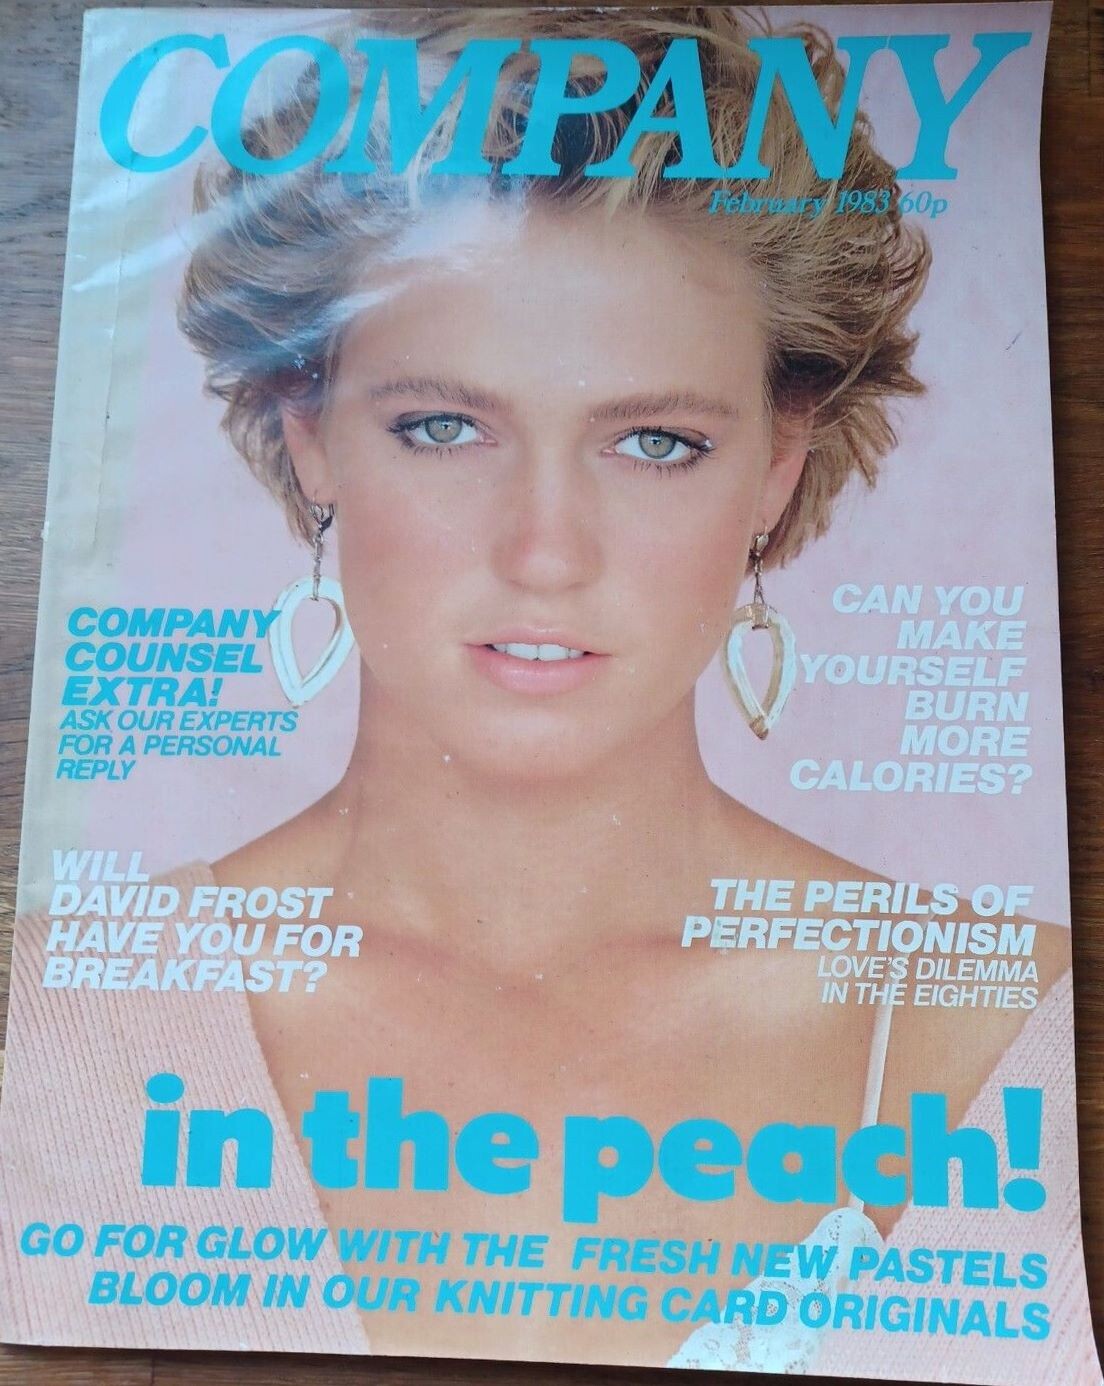 COMPANY
February 1983 60p
COMPANY
COUNSEL
EXTRA!
ASK OUR EXPERTS
FOR A PERSONAL
REPLY
CAN YOU
MAKE
YOURSELF
BURN
MORE
CALORIES?
WILL
DAVID FROST
HAVE YOU FOR
BREAKFAST?
THE PERILS OF
PERFECTIONISM
LOVE'S DILEMMA
IN THE EIGHTIES
in the peach!
GO FOR GLOW WITH THE FRESH NEW PASTELS
BLOOM IN OUR KNITTING CARD ORIGINALS